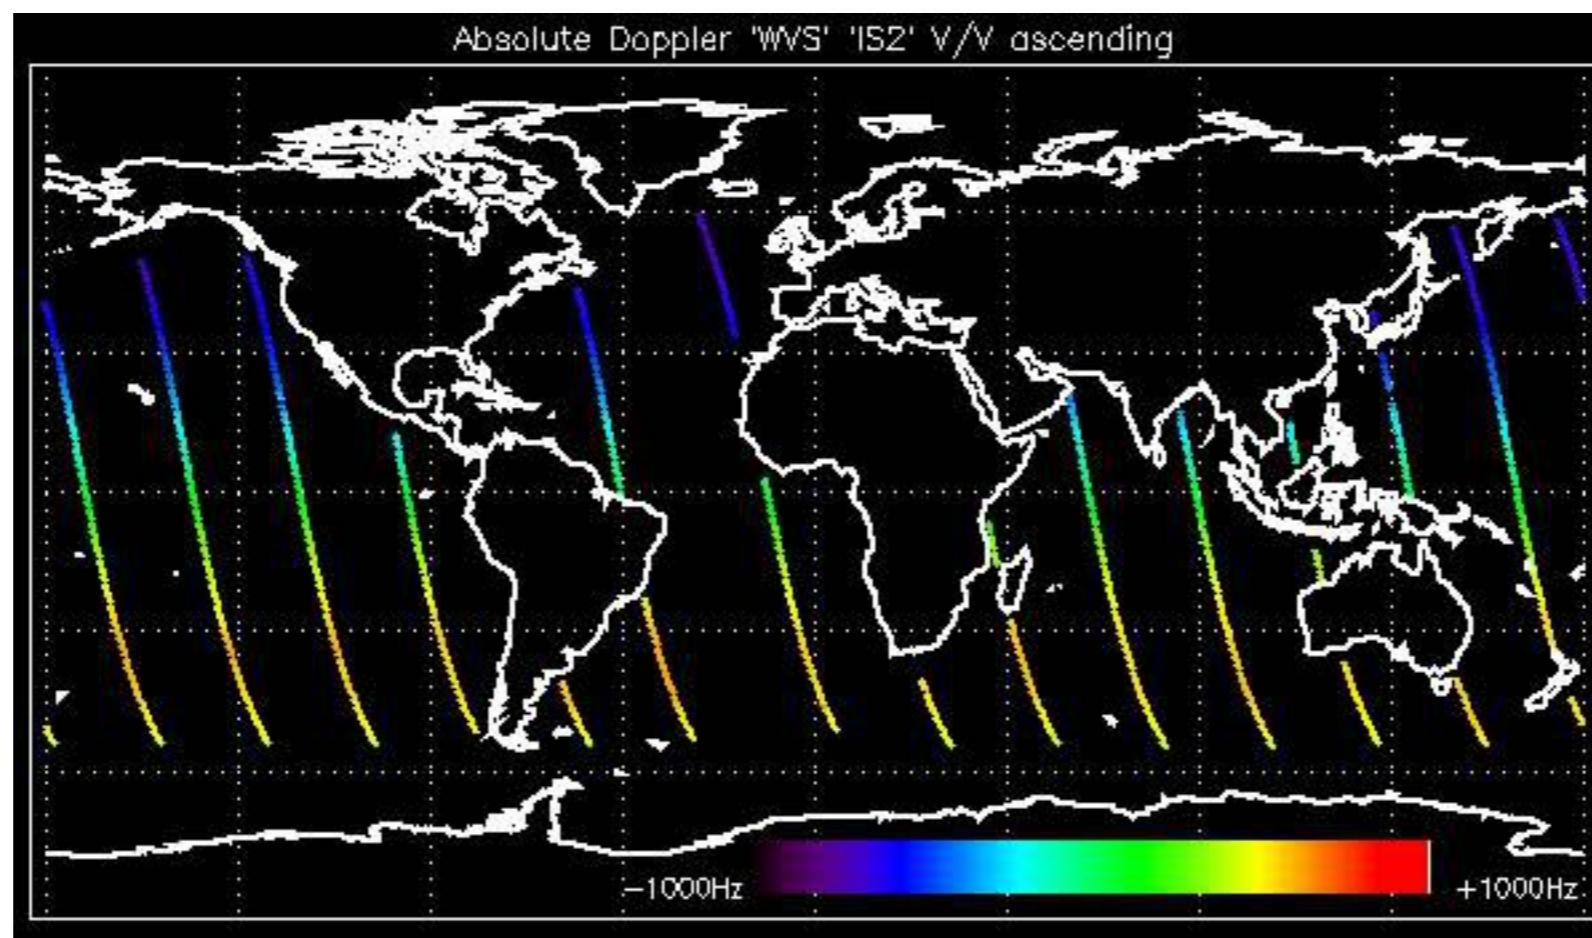 Absolute Doppler 'WVS' 'IS2' V/V ascending
−1000Hz
+1000Hz